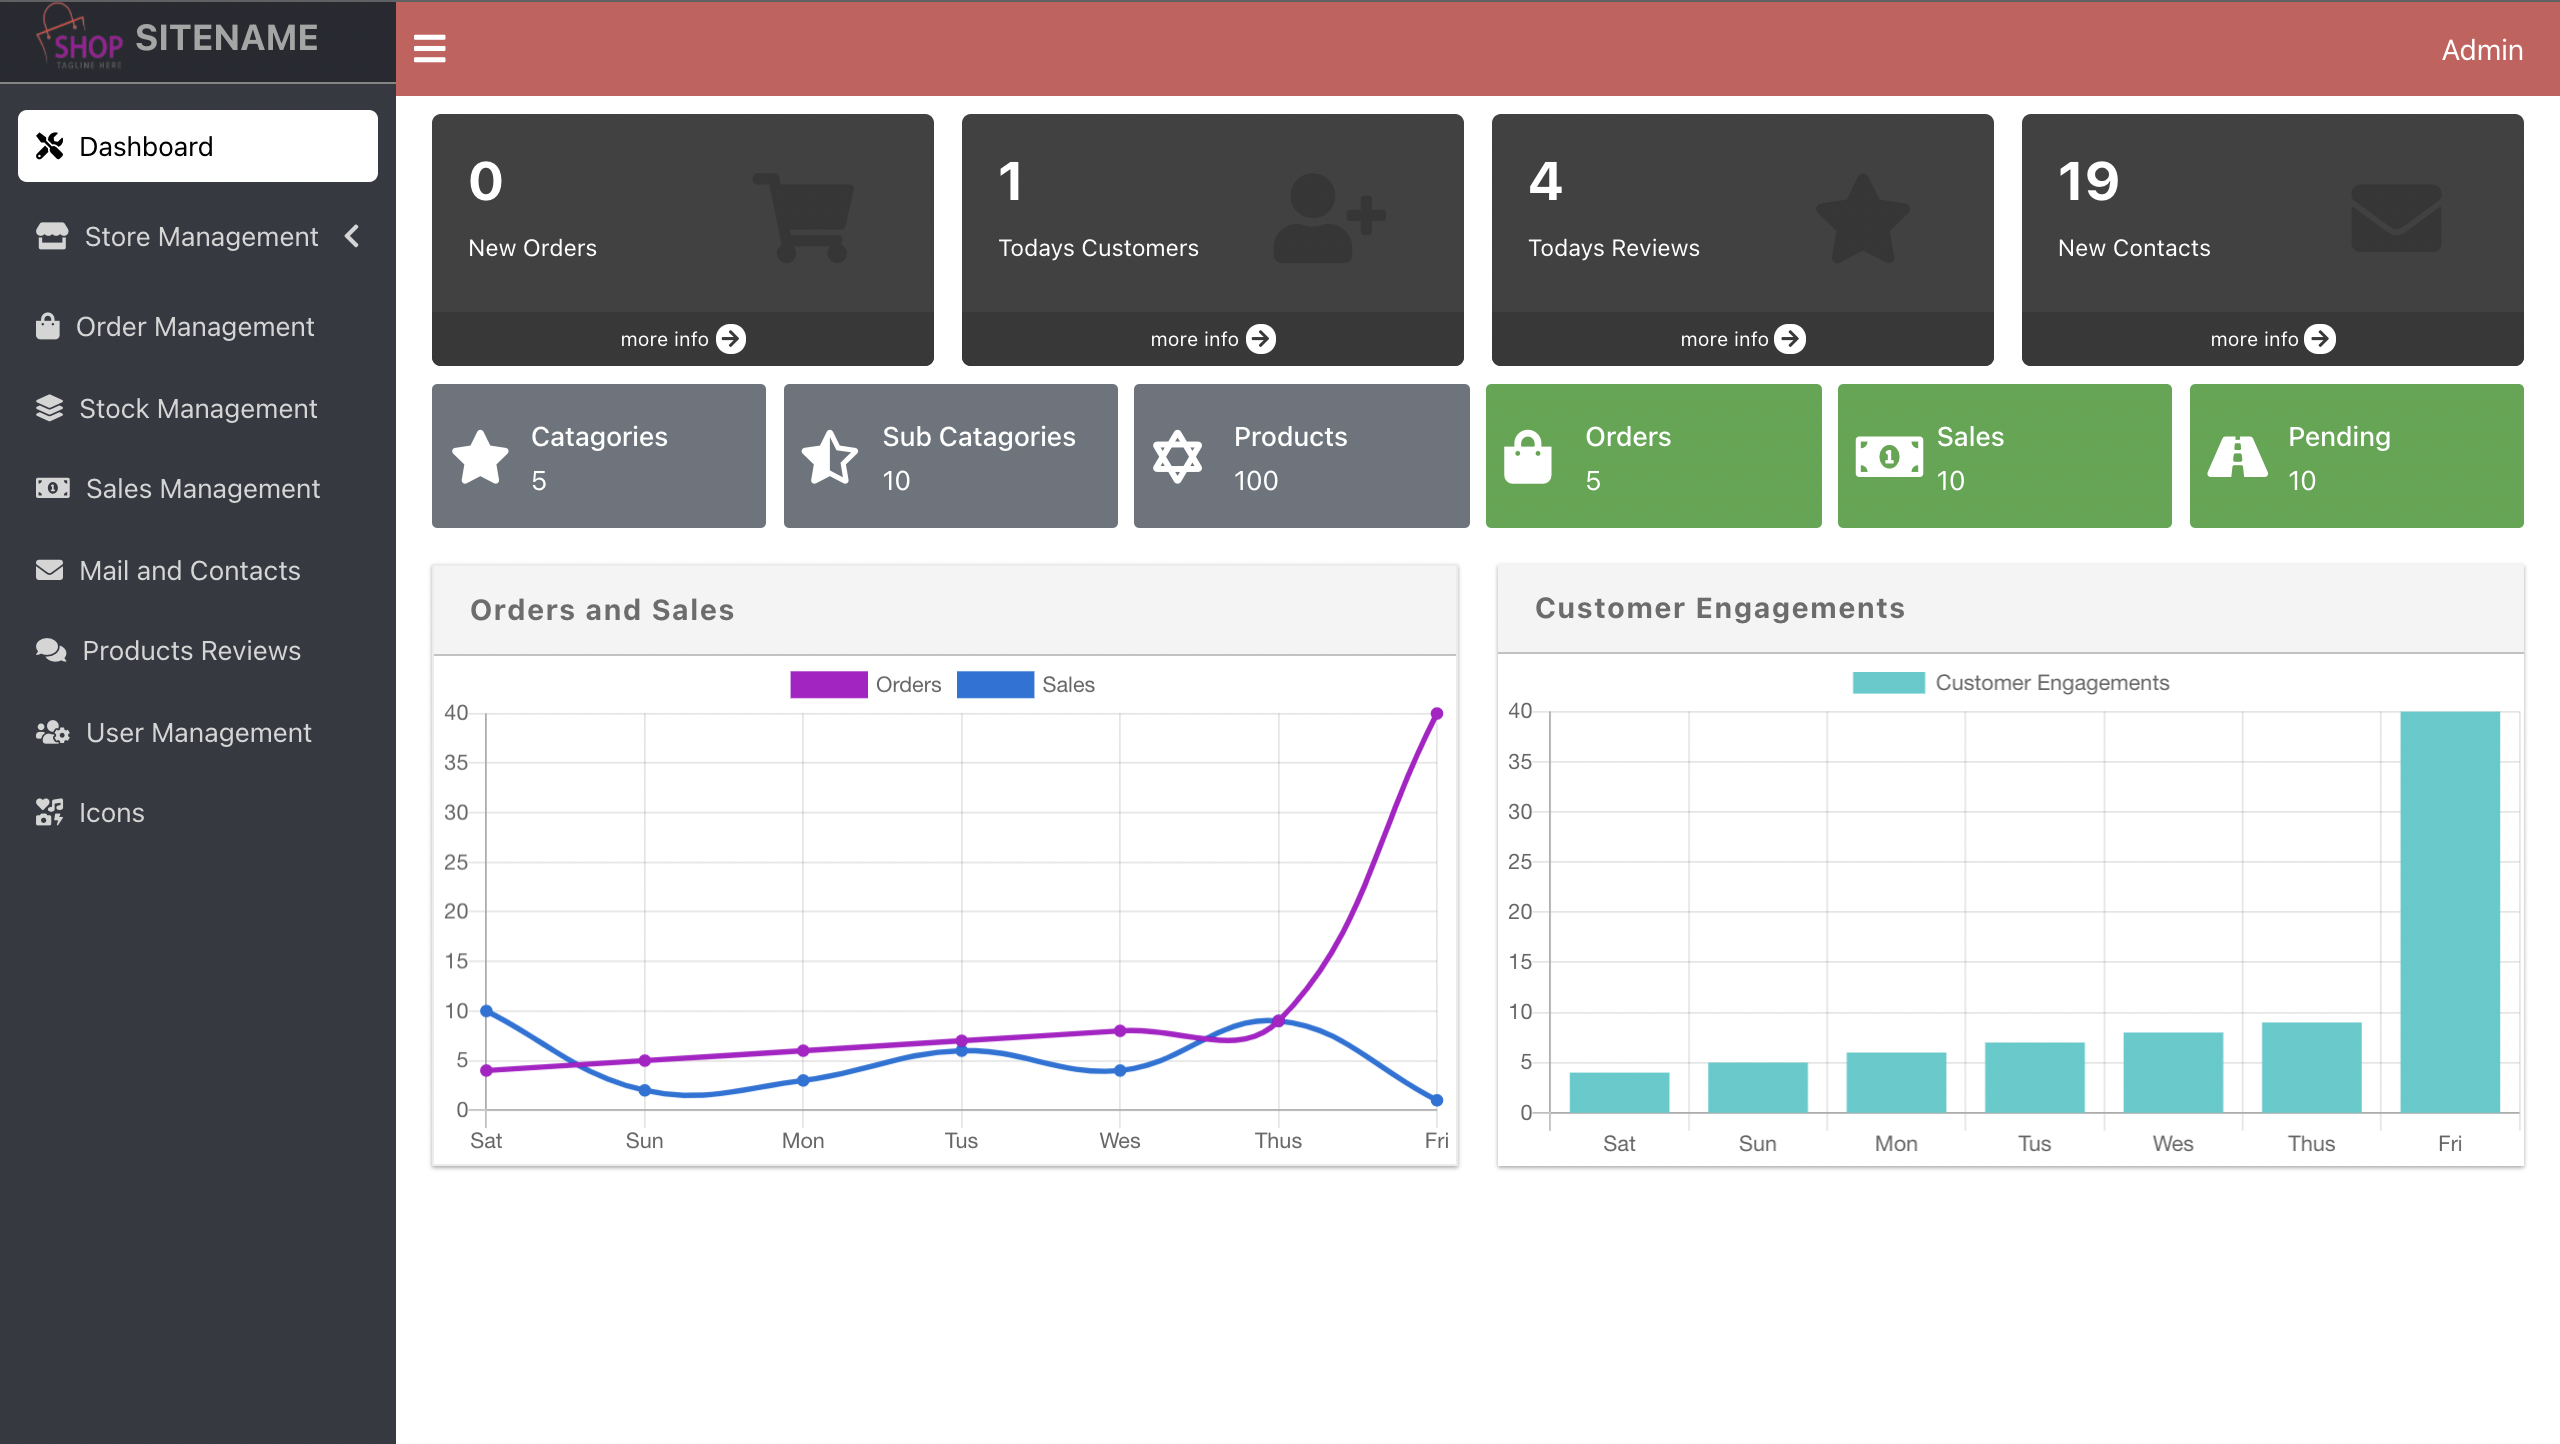 SHOP
TAGLINE HERE
SITENAME
Admin
Dashboard
Store Management
Order Management
Stock Management
Sales Management
Mail and Contacts
Products Reviews
User Management
Icons
0
New Orders
more info
1
Todays Customers
more info
4
Todays Reviews
more info
19
New Contacts
more info
Catagories
5
Sub Catagories
10
Products
100
Orders
5
1
Sales
10
Pending
10
Orders and Sales
Orders Sales
40
35
30
25
20
15
10
5
0
Sat Sun Mon Tus Wes Thus Fri
Customer Engagements
Customer Engagements
40
35
30
25
20
15
10
5
0
Sat Sun Mon Tus Wes Thus Fri